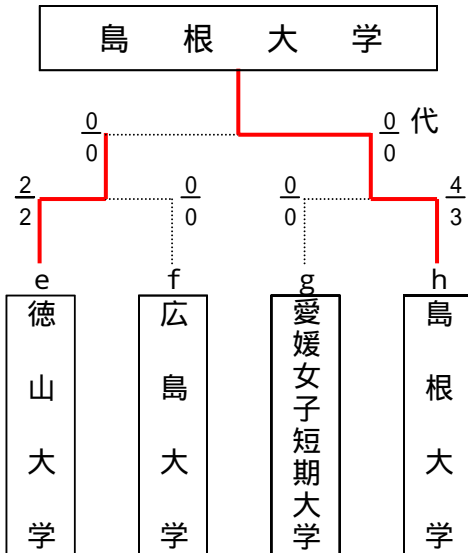 島根大学
0/0 0/0 代
2/2 0/0 0/0 4/3
e f g h
徳山大学
広島大学
愛媛女子短期大学
島根大学